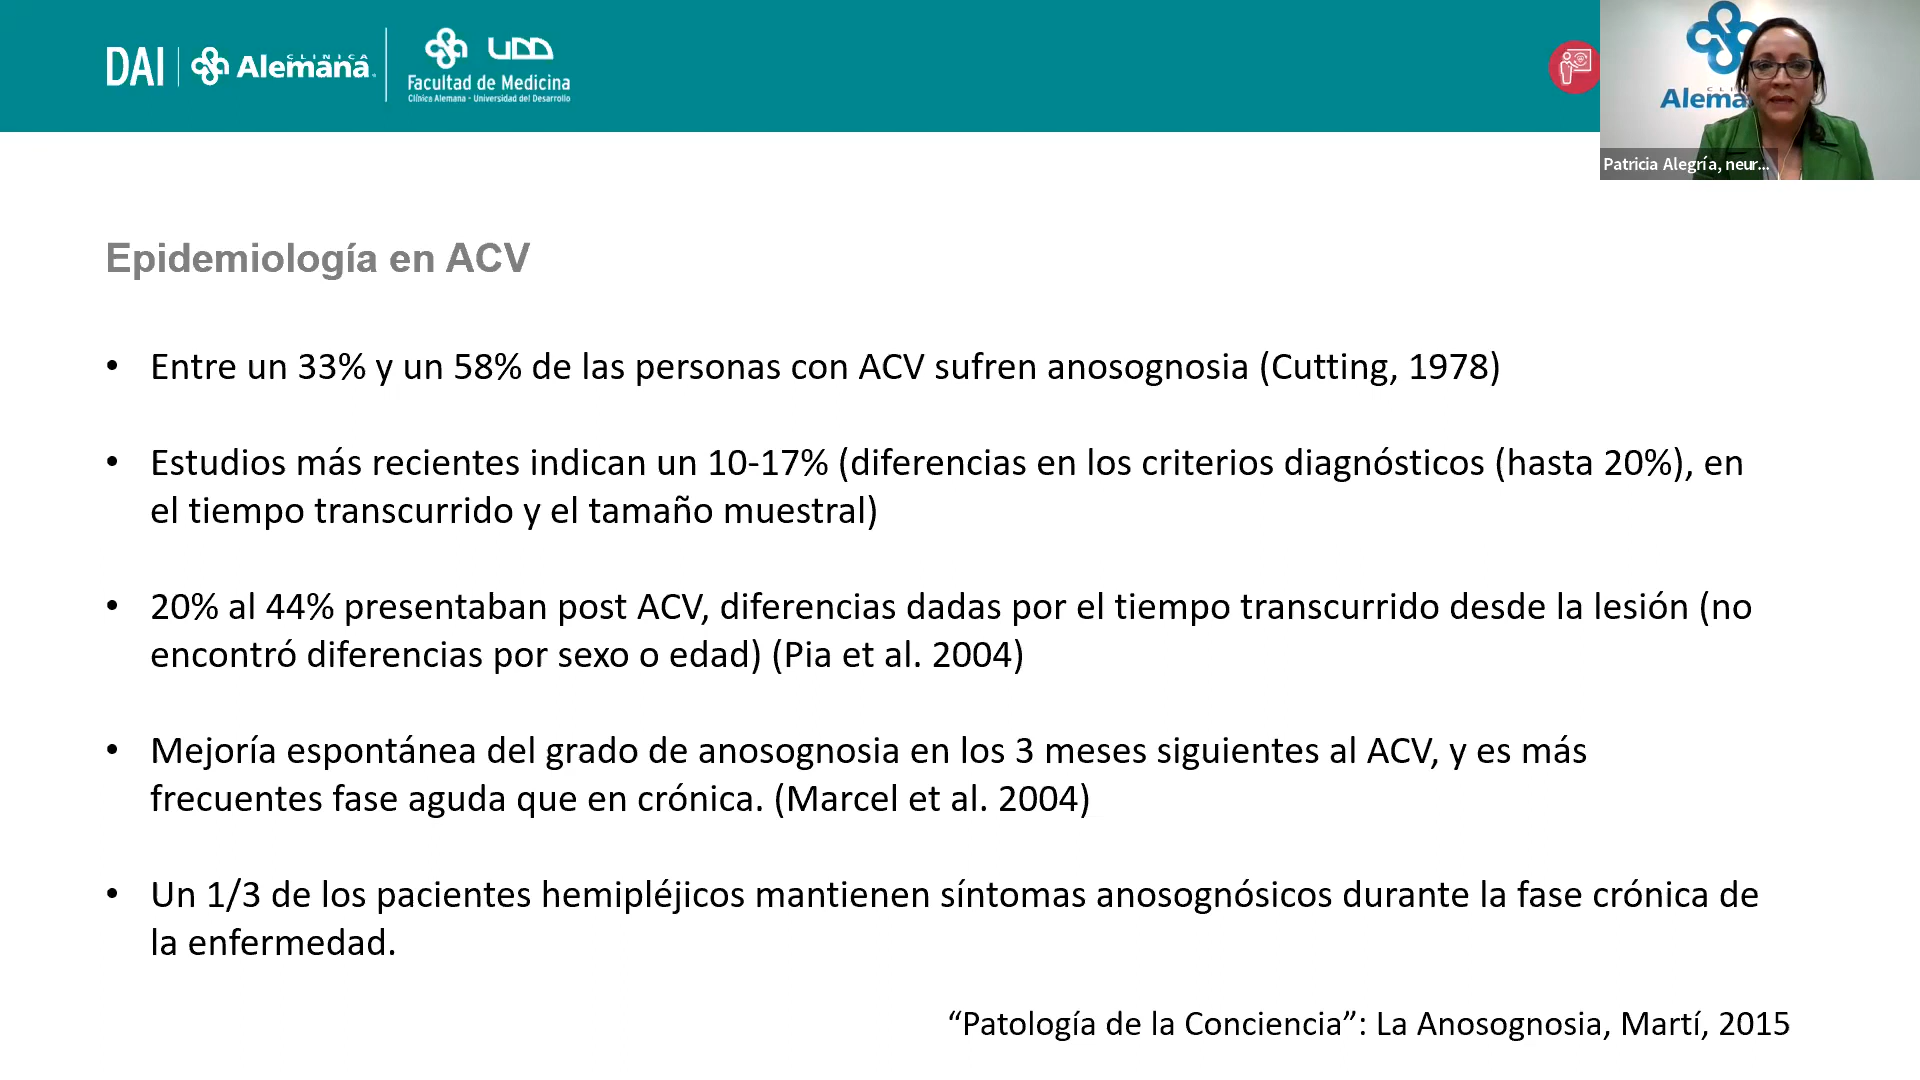 DAI
CLINICA
Alemana
UDD
Facultad de Medicina
Clínica Alemana - Universidad del Desarrollo
Alema
Patricia Alegría, neur...
Epidemiología en ACV
• Entre un 33% y un 58% de las personas con ACV sufren anosognosia (Cutting, 1978)
• Estudios más recientes indican un 10-17% (diferencias en los criterios diagnósticos (hasta 20%), en
el tiempo transcurrido y el tamaño muestral)
• 20% al 44% presentaban post ACV, diferencias dadas por el tiempo transcurrido desde la lesión (no
encontró diferencias por sexo o edad) (Pia et al. 2004)
• Mejoría espontánea del grado de anosognosia en los 3 meses siguientes al ACV, y es más
frecuentes fase aguda que en crónica. (Marcel et al. 2004)
• Un 1/3 de los pacientes hemipléjicos mantienen síntomas anosognósicos durante la fase crónica de
la enfermedad.
“Patología de la Conciencia”: La Anosognosia, Martí, 2015